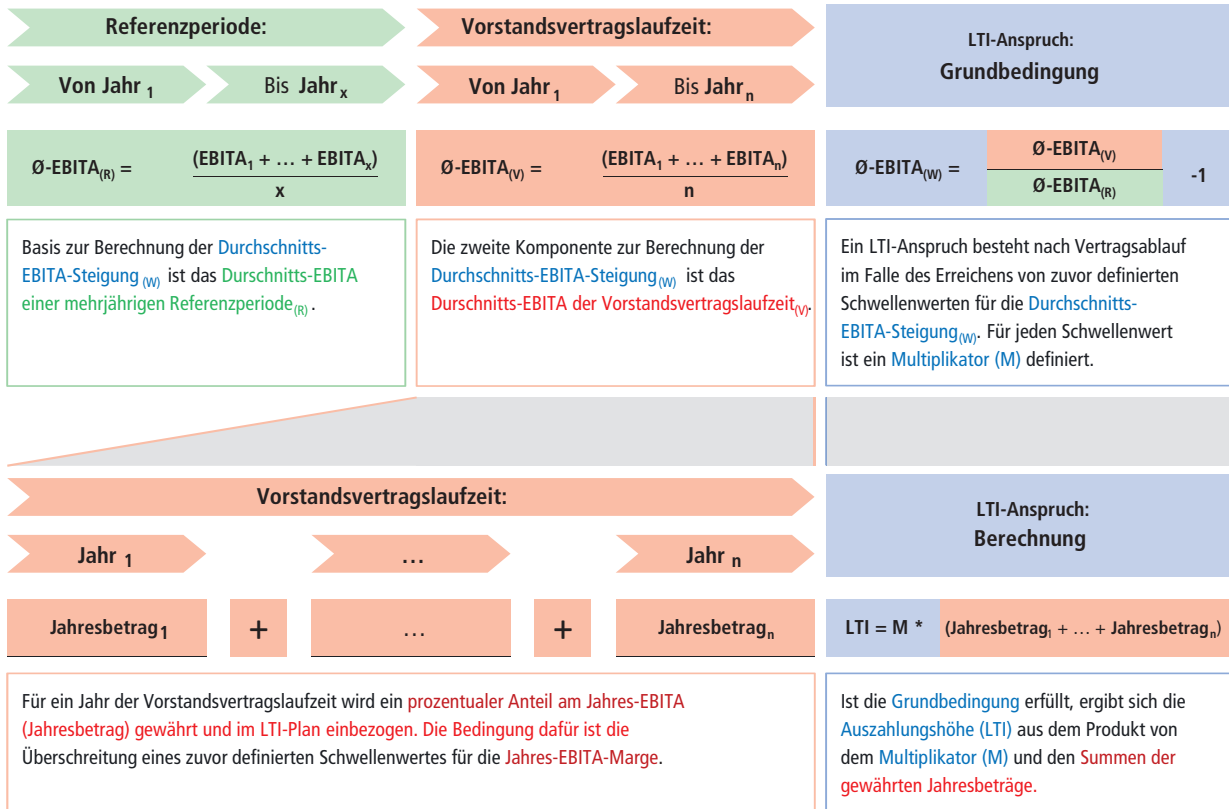 Referenzperiode:
Von Jahr 1
Bis Jahr x
Ø-EBITA(R) = (EBITA1 + … + EBITAx)
x
Basis zur Berechnung der Durchschnitts-
EBITA-Steigung (W) ist das Durschnitts-EBITA
einer mehrjährigen Referenzperiode(R) .
Vorstandsvertragslaufzeit:
Von Jahr 1
Bis Jahr n
Ø-EBITA(V) = (EBITA1 + … + EBITAn)
n
Die zweite Komponente zur Berechnung der
Durchschnitts-EBITA-Steigung(W) ist das
Durschnitts-EBITA der Vorstandsvertragslaufzeit(V).
LTI-Anspruch:
Grundbedingung
Ø-EBITA(W) = Ø-EBITA(V) -1
Ø-EBITA(R)
Ein LTI-Anspruch besteht nach Vertragsablauf
im Falle des Erreichens von zuvor definierten
Schwellenwerten für die Durchschnitts-
EBITA-Steigung(W). Für jeden Schwellenwert
ist ein Multiplikator (M) definiert.
Vorstandsvertragslaufzeit:
Jahr 1
…
Jahr n
Jahresbetrag1 + … + Jahresbetragn
Für ein Jahr der Vorstandsvertragslaufzeit wird ein prozentualer Anteil am Jahres-EBITA
(Jahresbetrag) gewährt und im LTI-Plan einbezogen. Die Bedingung dafür ist die
Überschreitung eines zuvor definierten Schwellenwertes für die Jahres-EBITA-Marge.
LTI-Anspruch:
Berechnung
LTI = M * (Jahresbetrag1 + … + Jahresbetragn)
Ist die Grundbedingung erfüllt, ergibt sich die
Auszahlungshöhe (LTI) aus dem Produkt von
dem Multiplikator (M) und den Summen der
gewährten Jahresbeträge.